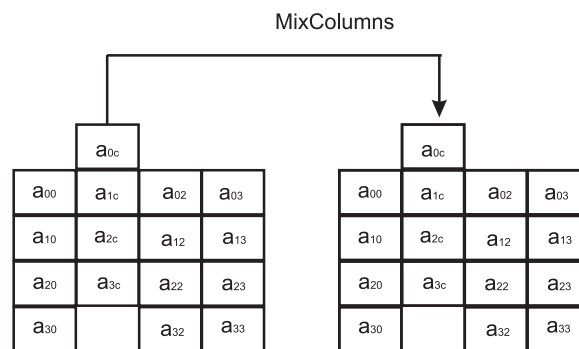 MixColumns
a0c a0c
a00 a1c a02 a03 a00 a1c a02 a03
a10 a2c a12 a13 a10 a2c a12 a13
a20 a3c a22 a23 a20 a3c a22 a23
a30 a32 a33 a30 a32 a33